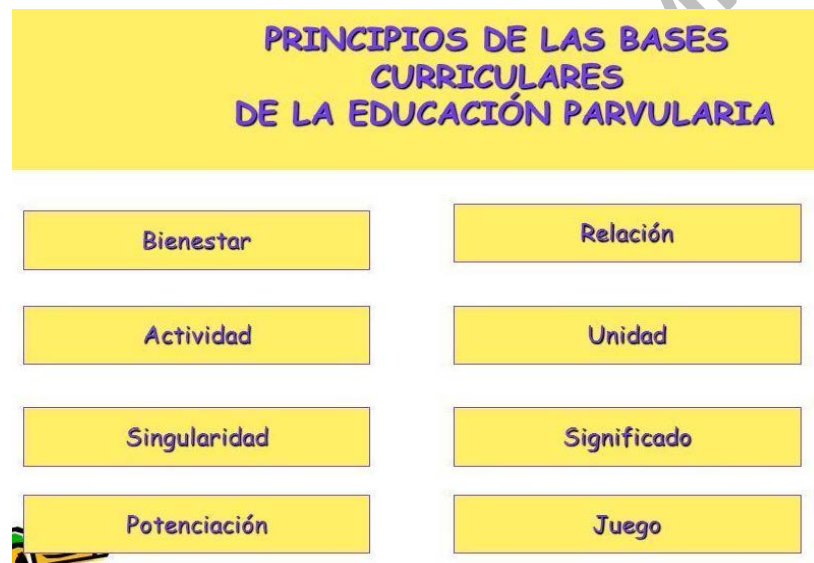 PRINCIPIOS DE LAS BASES
CURRICULARES
DE LA EDUCACIÓN PARVULARIA
Bienestar
Relación
Actividad
Unidad
Singularidad
Significado
Potenciación
Juego